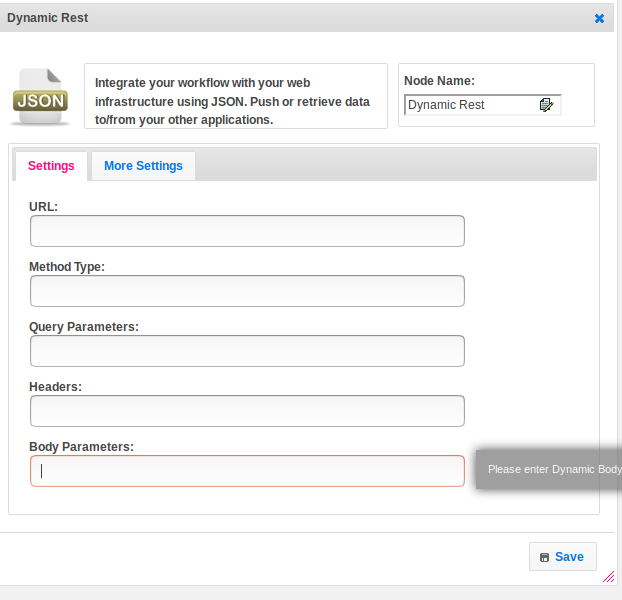 Dynamic Rest
JSON
Integrate your workflow with your web
infrastructure using JSON. Push or retrieve data
to/from your other applications.
Node Name:
Dynamic Rest
Settings
More Settings
URL:
Method Type:
Query Parameters:
Headers:
Body Parameters:
Please enter Dynamic Body
Save